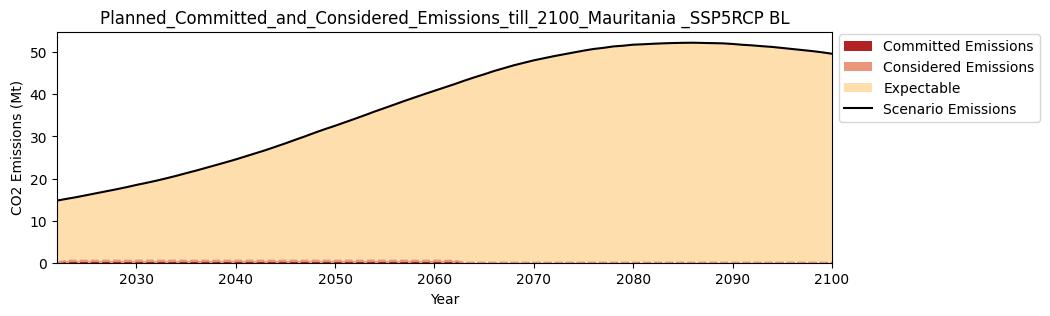 Planned_Committed_and_Considered_Emissions_till_2100_Mauritania _SSP5RCP BL
CO2 Emissions (Mt)
50
40
30
20
10
0
2030 2040 2050 2060 2070 2080 2090 2100
Year
Committed Emissions
Considered Emissions
Expectable
Scenario Emissions